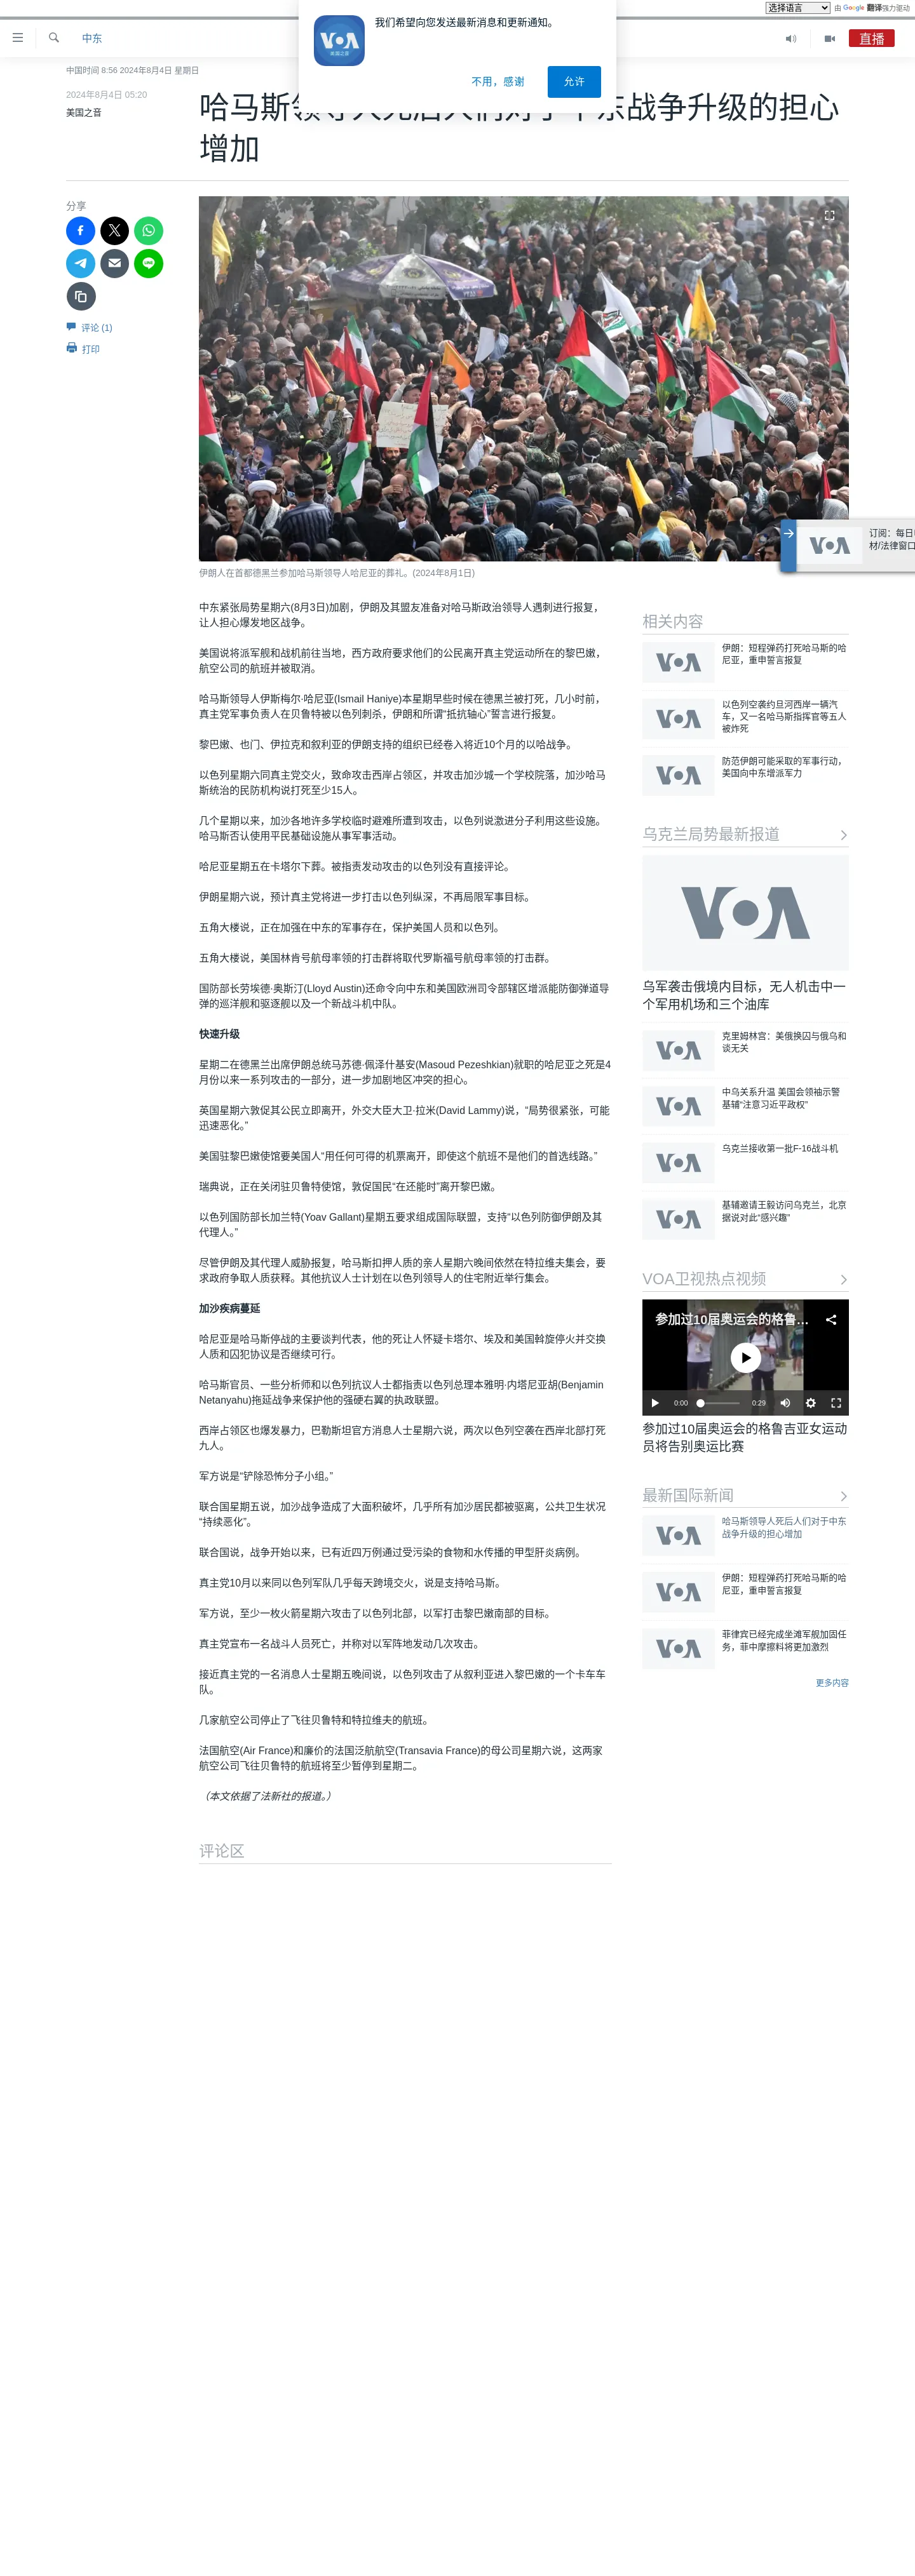 选择语言
由 Google 翻译强力驱动
中东
直播
VOA
美国之音
我们希望向您发送最新消息和更新通知。
不用，感谢
允许
中国时间 8:56 2024年8月4日 星期日
2024年8月4日 05:20
美国之音
哈马斯领导人死后人们对于中东战争升级的担心
增加
分享
评论 (1)
打印
伊朗人在首都德黑兰参加哈马斯领导人哈尼亚的葬礼。(2024年8月1日)
VOA
订阅：每日
材/法律窗口
中东紧张局势星期六(8月3日)加剧，伊朗及其盟友准备对哈马斯政治领导人遇刺进行报复，
让人担心爆发地区战争。
美国说将派军舰和战机前往当地，西方政府要求他们的公民离开真主党运动所在的黎巴嫩，
航空公司的航班并被取消。
哈马斯领导人伊斯梅尔·哈尼亚(Ismail Haniye)本星期早些时候在德黑兰被打死，几小时前，
真主党军事负责人在贝鲁特被以色列刺杀，伊朗和所谓“抵抗轴心”誓言进行报复。
黎巴嫩、也门、伊拉克和叙利亚的伊朗支持的组织已经卷入将近10个月的以哈战争。
以色列星期六同真主党交火，致命攻击西岸占领区，并攻击加沙城一个学校院落，加沙哈马
斯统治的民防机构说打死至少15人。
几个星期以来，加沙各地许多学校临时避难所遭到攻击，以色列说激进分子利用这些设施。
哈马斯否认使用平民基础设施从事军事活动。
哈尼亚星期五在卡塔尔下葬。被指责发动攻击的以色列没有直接评论。
伊朗星期六说，预计真主党将进一步打击以色列纵深，不再局限军事目标。
五角大楼说，正在加强在中东的军事存在，保护美国人员和以色列。
五角大楼说，美国林肯号航母率领的打击群将取代罗斯福号航母率领的打击群。
国防部长劳埃德·奥斯汀(Lloyd Austin)还命令向中东和美国欧洲司令部辖区增派能防御弹道导
弹的巡洋舰和驱逐舰以及一个新战斗机中队。
快速升级
星期二在德黑兰出席伊朗总统马苏德·佩泽什基安(Masoud Pezeshkian)就职的哈尼亚之死是4
月份以来一系列攻击的一部分，进一步加剧地区冲突的担心。
英国星期六敦促其公民立即离开，外交大臣大卫·拉米(David Lammy)说，“局势很紧张，可能
迅速恶化。”
美国驻黎巴嫩使馆要美国人“用任何可得的机票离开，即使这个航班不是他们的首选线路。”
瑞典说，正在关闭驻贝鲁特使馆，敦促国民“在还能时”离开黎巴嫩。
以色列国防部长加兰特(Yoav Gallant)星期五要求组成国际联盟，支持“以色列防御伊朗及其
代理人。”
尽管伊朗及其代理人威胁报复，哈马斯扣押人质的亲人星期六晚间依然在特拉维夫集会，要
求政府争取人质获释。其他抗议人士计划在以色列领导人的住宅附近举行集会。
加沙疾病蔓延
哈尼亚是哈马斯停战的主要谈判代表，他的死让人怀疑卡塔尔、埃及和美国斡旋停火并交换
人质和囚犯协议是否继续可行。
哈马斯官员、一些分析师和以色列抗议人士都指责以色列总理本雅明·内塔尼亚胡(Benjamin
Netanyahu)拖延战争来保护他的强硬右翼的执政联盟。
西岸占领区也爆发暴力，巴勒斯坦官方消息人士星期六说，两次以色列空袭在西岸北部打死
九人。
军方说是“铲除恐怖分子小组。”
联合国星期五说，加沙战争造成了大面积破坏，几乎所有加沙居民都被驱离，公共卫生状况
“持续恶化”。
联合国说，战争开始以来，已有近四万例通过受污染的食物和水传播的甲型肝炎病例。
真主党10月以来同以色列军队几乎每天跨境交火，说是支持哈马斯。
军方说，至少一枚火箭星期六攻击了以色列北部，以军打击黎巴嫩南部的目标。
真主党宣布一名战斗人员死亡，并称对以军阵地发动几次攻击。
接近真主党的一名消息人士星期五晚间说，以色列攻击了从叙利亚进入黎巴嫩的一个卡车车
队。
几家航空公司停止了飞往贝鲁特和特拉维夫的航班。
法国航空(Air France)和廉价的法国泛航航空(Transavia France)的母公司星期六说，这两家
航空公司飞往贝鲁特的航班将至少暂停到星期二。
（本文依据了法新社的报道。）
评论区
相关内容
VOA
伊朗：短程弹药打死哈马斯的哈
尼亚，重申誓言报复
VOA
以色列空袭约旦河西岸一辆汽
车，又一名哈马斯指挥官等五人
被炸死
VOA
防范伊朗可能采取的军事行动，
美国向中东增派军力
乌克兰局势最新报道
VOA
乌军袭击俄境内目标，无人机击中一
个军用机场和三个油库
VOA
克里姆林宫：美俄换囚与俄乌和
谈无关
VOA
中乌关系升温 美国会领袖示警
基辅“注意习近平政权”
VOA
乌克兰接收第一批F-16战斗机
VOA
基辅邀请王毅访问乌克兰，北京
据说对此“感兴趣”
VOA卫视热点视频
参加过10届奥运会的格鲁…
0:00
0:29
参加过10届奥运会的格鲁吉亚女运动
员将告别奥运比赛
最新国际新闻
VOA
哈马斯领导人死后人们对于中东
战争升级的担心增加
VOA
伊朗：短程弹药打死哈马斯的哈
尼亚，重申誓言报复
VOA
菲律宾已经完成坐滩军舰加固任
务，菲中摩擦料将更加激烈
更多内容